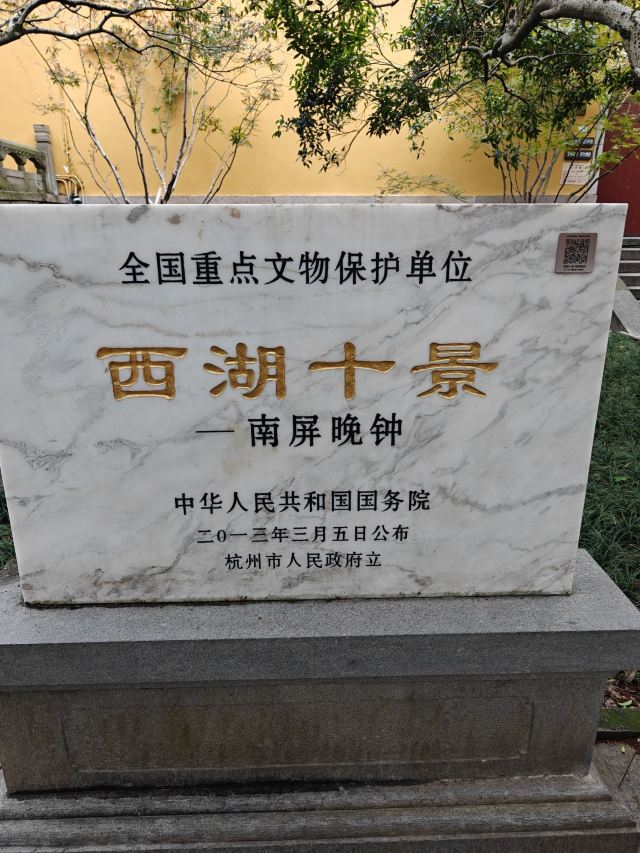 全国重点文物保护单位
西湖十景
—南屏晚钟
中华人民共和国国务院
二〇一三年三月五日公布
杭州市人民政府立